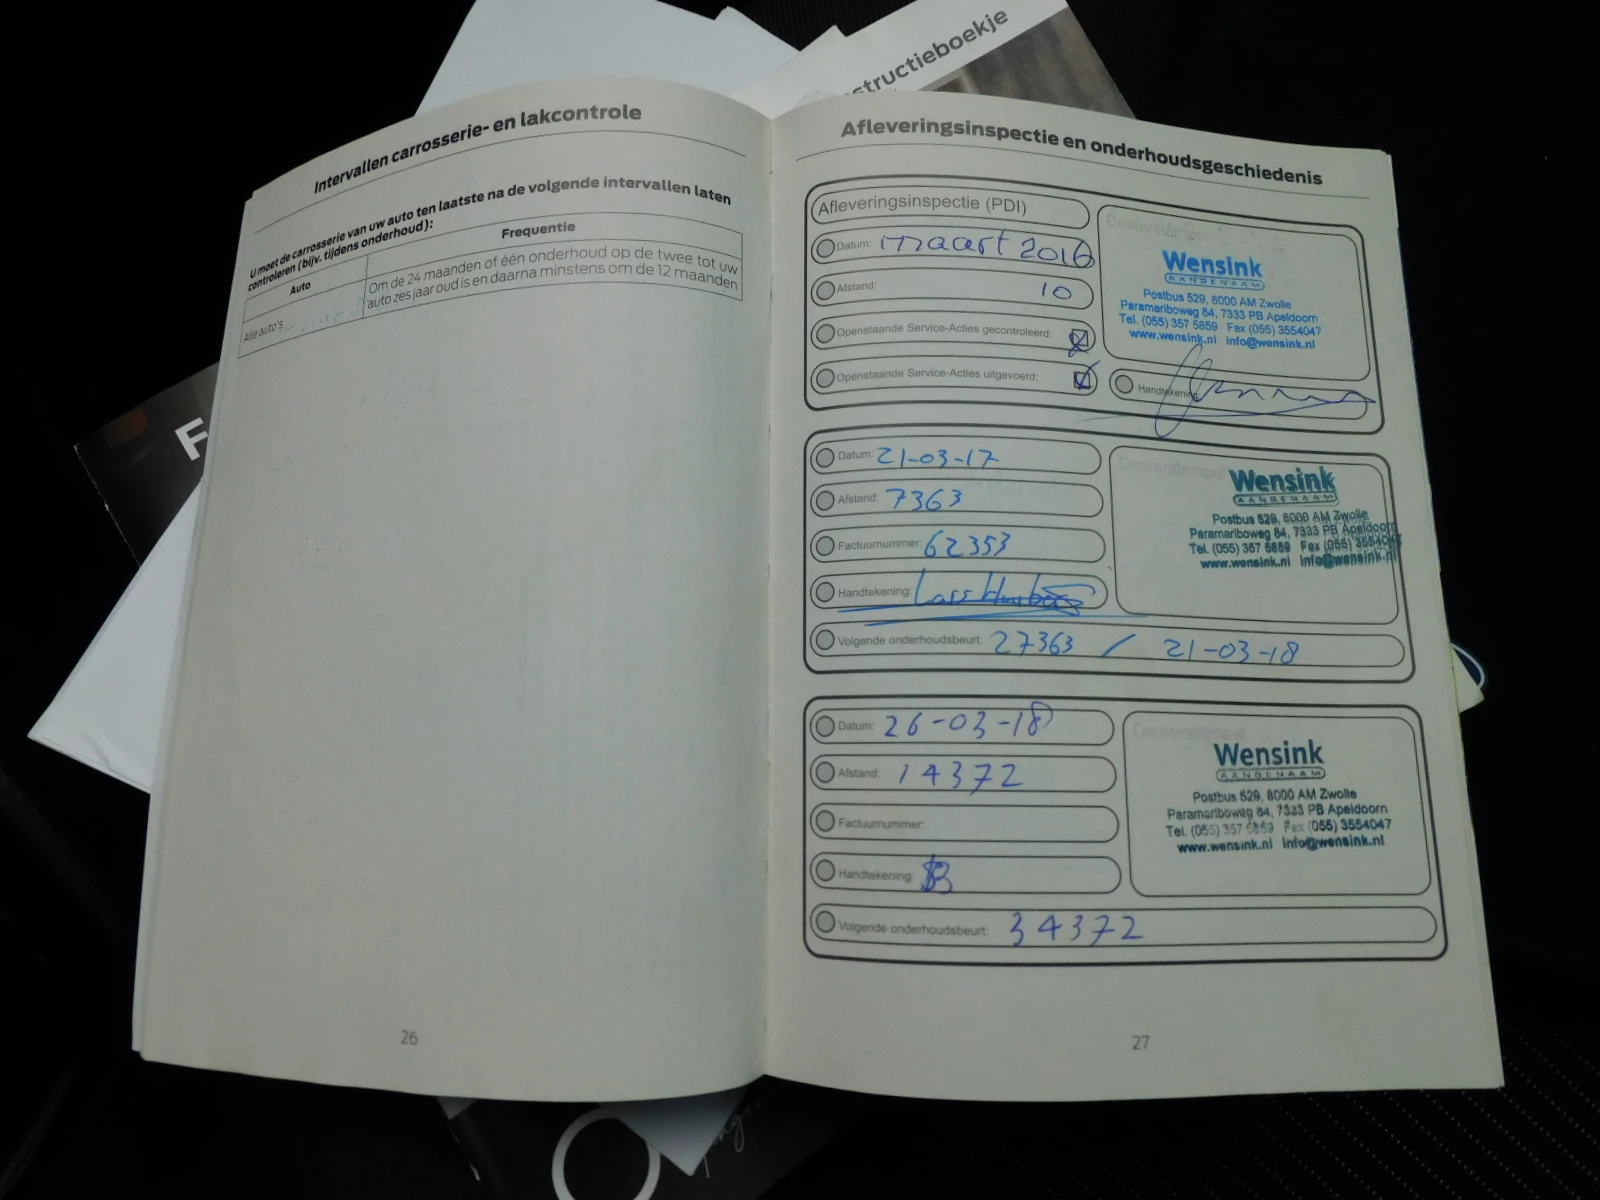 structieboekje
F
Intervallen carrosserie- en lakcontrole
U moet de carrosserie van uw auto ten laatste na de volgende intervallen laten
controleren (bijv. tijdens onderhoud):
Auto
Frequentie
Alle auto's
Om de 24 maanden of één onderhoud op de twee tot uw
auto zes jaar oud is en daarna minstens om de 12 maanden
26
Afleveringsinspectie en onderhoudsgeschiedenis
Afleveringsinspectie (PDI)
Datum: maart 2016
Afstand: 10
Openstaande Service-Acties gecontroleerd:
Openstaande Service-Acties uitgevoerd:
Dealerstempel
Wensink
AANGENAAM
Postbus 529, 8000 AM Zwolle
Paramariboweg 84, 7333 PB Apeldoorn
Tel. (055) 357 5859 Fax (055) 3554047
www.wensink.nl info@wensink.nl
Handtekening
Datum: 21-03-17
Afstand: 7363
Factuurnummer: 62353
Handtekening:
Volgende onderhoudsbeurt: 27363 / 21-03-18
Dealerstempel
Wensink
AANGENAAM
Postbus 529, 8000 AM Zwolle
Paramariboweg 84, 7333 PB Apeldoorn
Tel. (055) 357 5859 Fax (055) 3554047
www.wensink.nl info@wensink.nl
Datum: 26-03-18
Afstand: 14372
Factuurnummer:
Handtekening:
Volgende onderhoudsbeurt: 34372
Dealerstempel
Wensink
AANGENAAM
Postbus 529, 8000 AM Zwolle
Paramariboweg 84, 7333 PB Apeldoorn
Tel. (055) 357 5859 Fax (055) 3554047
www.wensink.nl info@wensink.nl
27